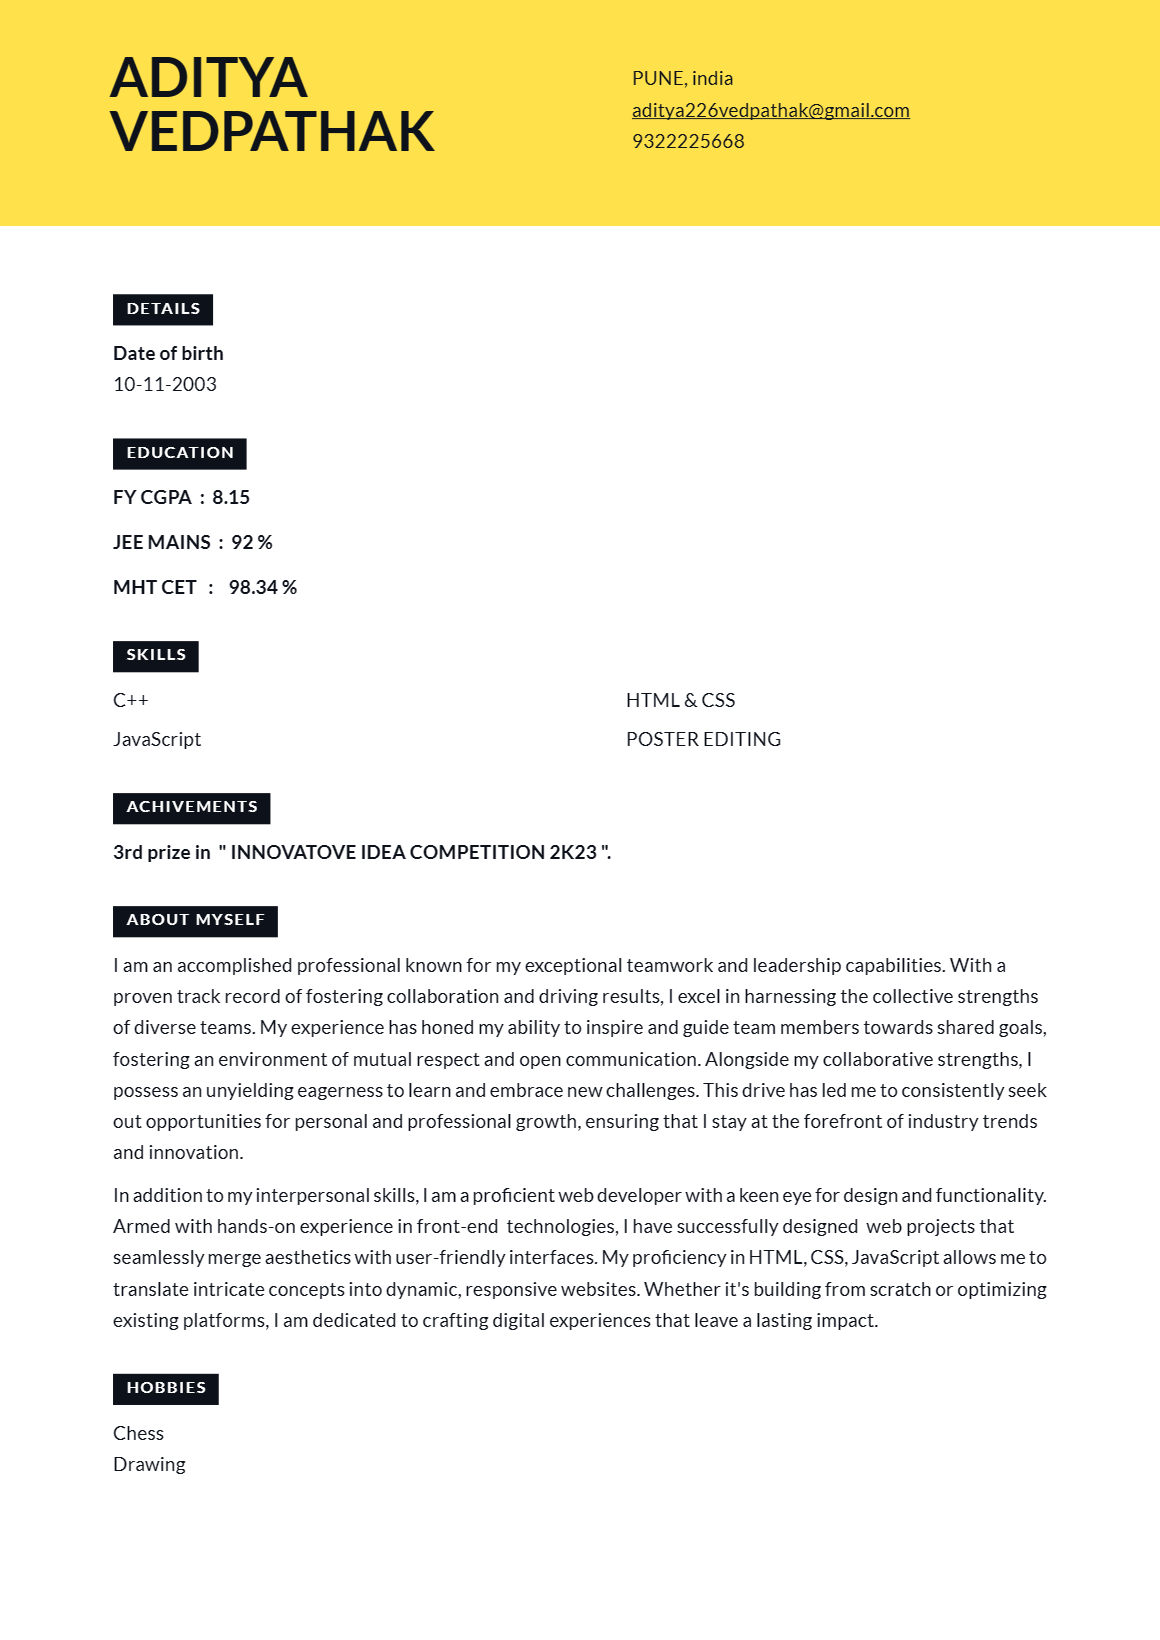 ADITYA
VEDPATHAK
PUNE, india
aditya226vedpathak@gmail.com
9322225668
DETAILS
Date of birth
10-11-2003
EDUCATION
FY CGPA : 8.15
JEE MAINS : 92 %
MHT CET : 98.34 %
SKILLS
C++
HTML & CSS
JavaScript
POSTER EDITING
ACHIVEMENTS
3rd prize in " INNOVATOVE IDEA COMPETITION 2K23 ".
ABOUT MYSELF
I am an accomplished professional known for my exceptional teamwork and leadership capabilities. With a
proven track record of fostering collaboration and driving results, I excel in harnessing the collective strengths
of diverse teams. My experience has honed my ability to inspire and guide team members towards shared goals,
fostering an environment of mutual respect and open communication. Alongside my collaborative strengths, I
possess an unyielding eagerness to learn and embrace new challenges. This drive has led me to consistently seek
out opportunities for personal and professional growth, ensuring that I stay at the forefront of industry trends
and innovation.
In addition to my interpersonal skills, I am a proficient web developer with a keen eye for design and functionality.
Armed with hands-on experience in front-end technologies, I have successfully designed web projects that
seamlessly merge aesthetics with user-friendly interfaces. My proficiency in HTML, CSS, JavaScript allows me to
translate intricate concepts into dynamic, responsive websites. Whether it's building from scratch or optimizing
existing platforms, I am dedicated to crafting digital experiences that leave a lasting impact.
HOBBIES
Chess
Drawing